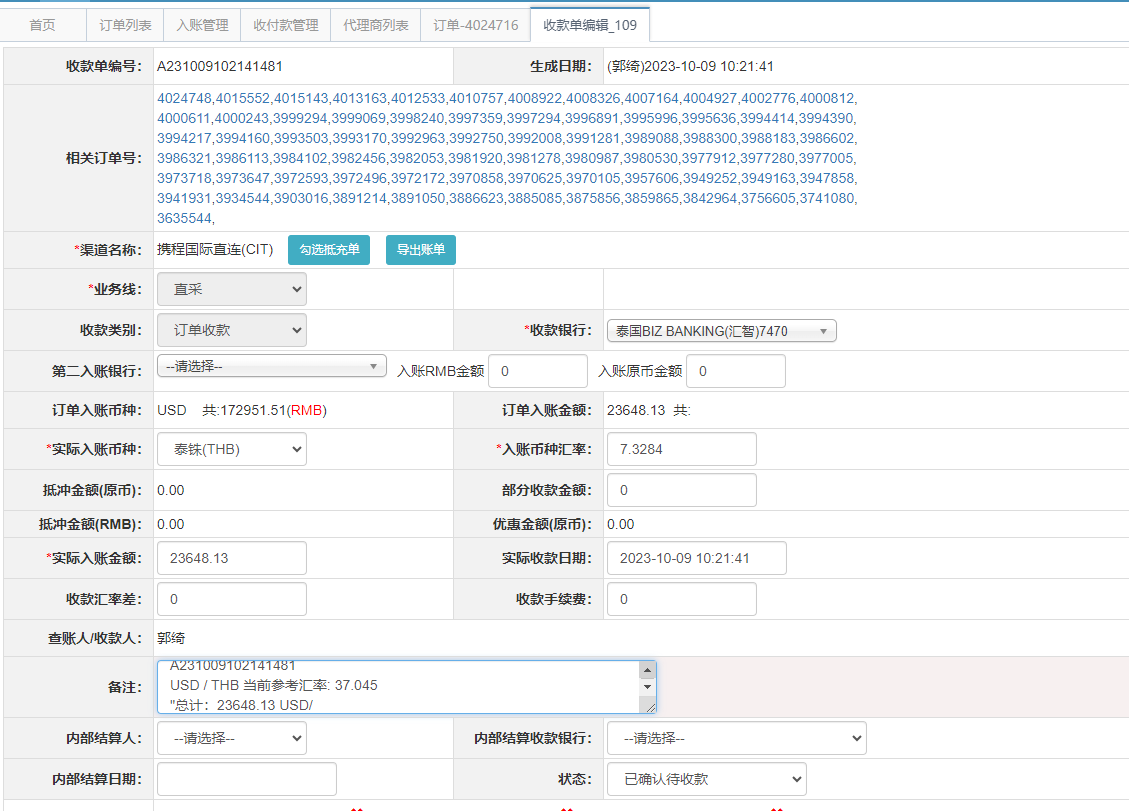 首页 订单列表 入账管理 收付款管理 代理商列表 订单-4024716 收款单编辑_109
收款单编号： A231009102141481 生成日期： (郭绮)2023-10-09 10:21:41
相关订单号：
4024748,4015552,4015143,4013163,4012533,4010757,4008922,4008326,4007164,4004927,4002776,4000812,
4000611,4000243,3999294,3999069,3998240,3997359,3997294,3996891,3995996,3995636,3994414,3994390,
3994217,3994160,3993503,3993170,3992963,3992750,3992008,3991281,3989088,3988300,3988183,3986602,
3986321,3986113,3984102,3982456,3982053,3981920,3981278,3980987,3980530,3977912,3977280,3977005,
3973718,3973647,3972593,3972496,3972172,3970858,3970625,3970105,3957606,3949252,3949163,3947858,
3941931,3934544,3903016,3891214,3891050,3886623,3885085,3875856,3859865,3842964,3756605,3741080,
3635544,
*渠道名称： 携程国际直连(CIT) 勾选抵充单 导出账单
*业务线： 直采
收款类别： 订单收款 *收款银行： 泰国BIZ BANKING(汇智)7470
第二入账银行： --请选择-- 入账RMB金额 0 入账原币金额 0
订单入账币种： USD 共:172951.51(RMB) 订单入账金额： 23648.13 共:
*实际入账币种： 泰铢(THB) *入账币种汇率： 7.3284
抵冲金额(原币)： 0.00 部分收款金额： 0
抵冲金额(RMB)： 0.00 优惠金额(原币)： 0.00
*实际入账金额： 23648.13 实际收款日期： 2023-10-09 10:21:41
收款汇率差： 0 收款手续费： 0
查账人/收款人： 郭绮
备注：
A231009102141481
USD / THB 当前参考汇率: 37.045
"总计：23648.13 USD/
内部结算人： --请选择-- 内部结算收款银行： --请选择--
内部结算日期： 状态： 已确认待收款